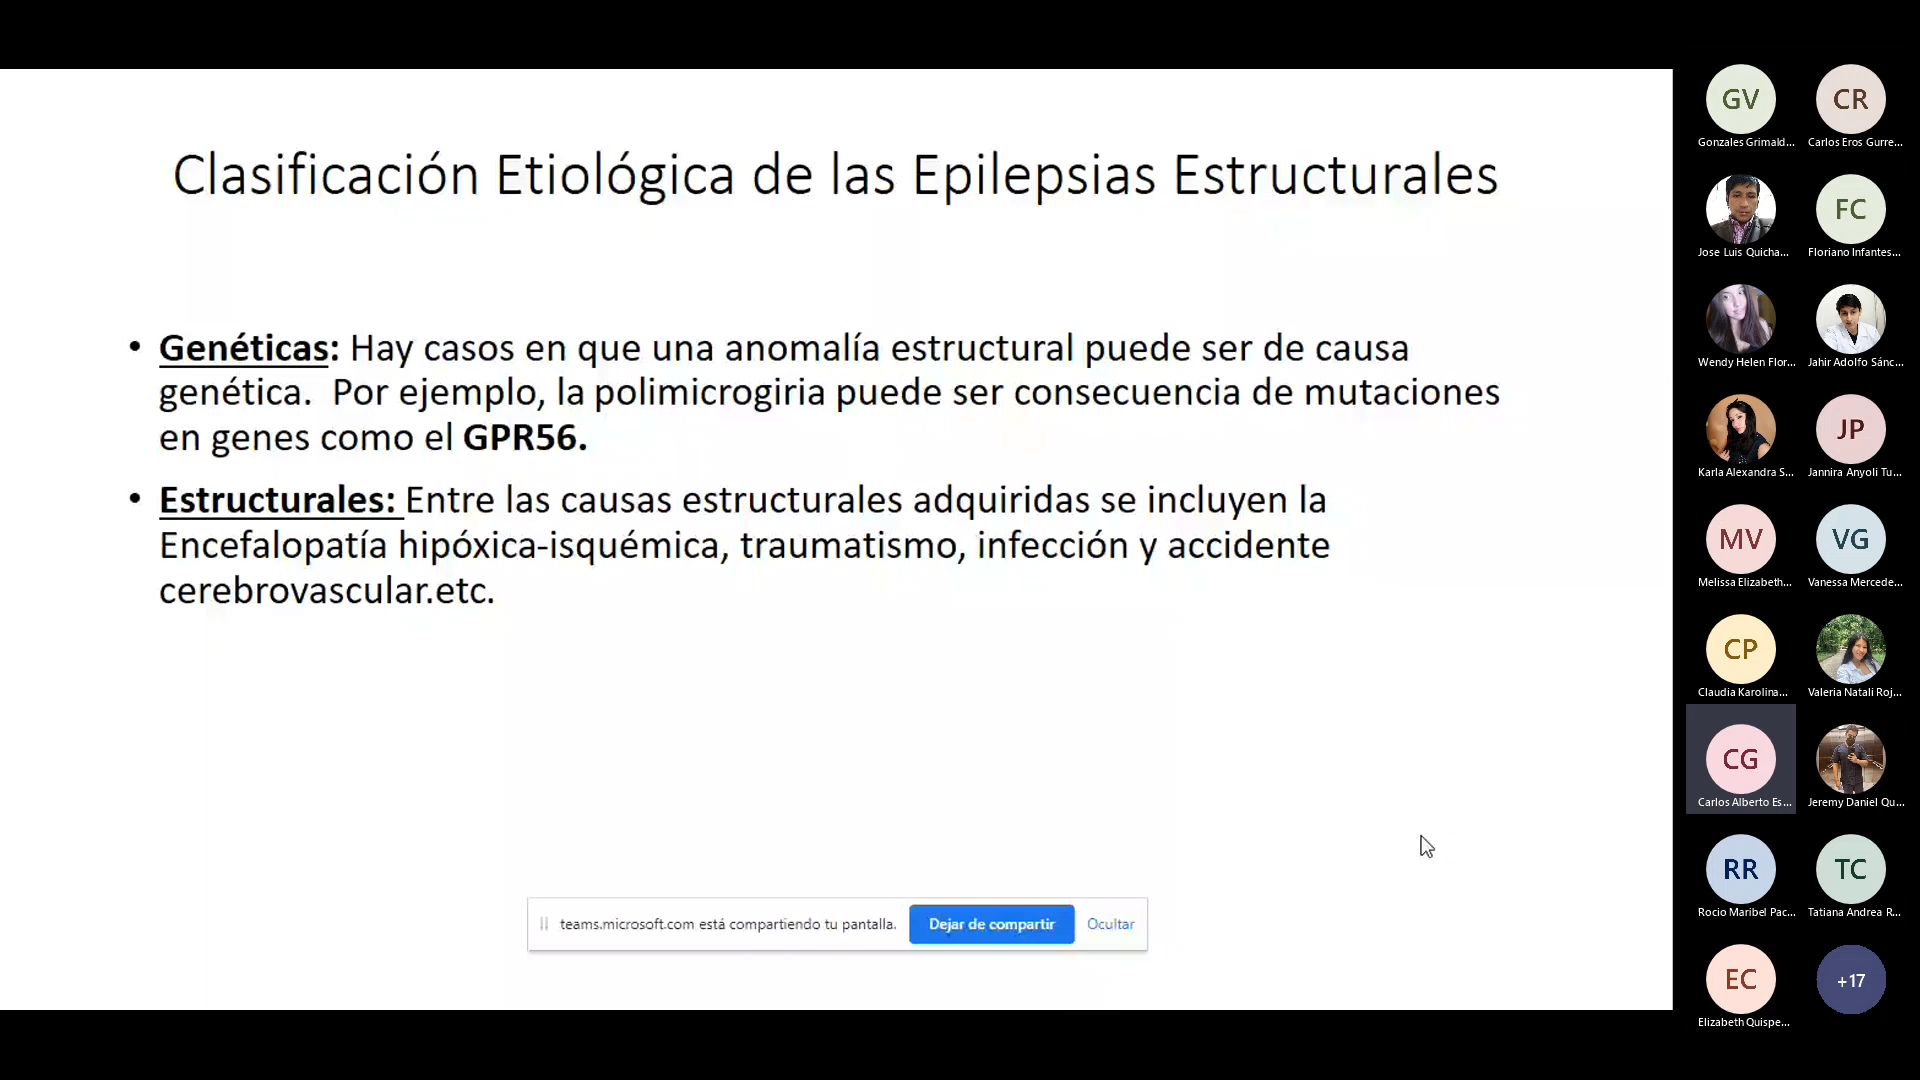 Clasificación Etiológica de las Epilepsias Estructurales
• Genéticas: Hay casos en que una anomalía estructural puede ser de causa
genética. Por ejemplo, la polimicrogiria puede ser consecuencia de mutaciones
en genes como el GPR56.
• Estructurales: Entre las causas estructurales adquiridas se incluyen la
Encefalopatía hipóxica-isquémica, traumatismo, infección y accidente
cerebrovascular.etc.
teams.microsoft.com está compartiendo tu pantalla.
Dejar de compartir
Ocultar
GV
Gonzales Grimald...
CR
Carlos Eros Gurre...
Jose Luis Quicha...
FC
Floriano Infantes...
Wendy Helen Flor...
Jahir Adolfo Sánc...
Karla Alexandra S...
JP
Jannira Anyoli Tu...
MV
Melissa Elizabeth...
VG
Vanessa Mercede...
CP
Claudia Karolina...
Valeria Natali Roj...
CG
Carlos Alberto Es...
Jeremy Daniel Qu...
RR
Rocio Maribel Pac...
TC
Tatiana Andrea R...
EC
Elizabeth Quispe...
+17